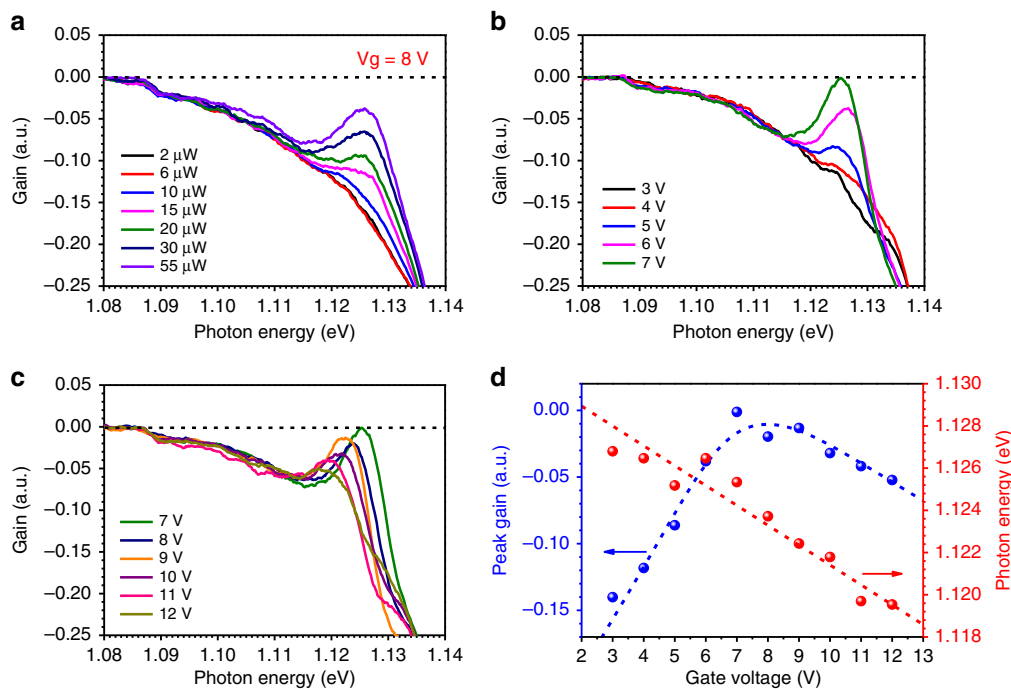 a
0.05
0.00
−0.05
−0.10
−0.15
−0.20
−0.25
Gain (a.u.)
Vg = 8 V
2 μW
6 μW
10 μW
15 μW
20 μW
30 μW
55 μW
1.08 1.09 1.10 1.11 1.12 1.13 1.14
Photon energy (eV)
b
0.05
0.00
−0.05
−0.10
−0.15
−0.20
−0.25
Gain (a.u.)
3 V
4 V
5 V
6 V
7 V
1.08 1.09 1.10 1.11 1.12 1.13 1.14
Photon energy (eV)
c
0.05
0.00
−0.05
−0.10
−0.15
−0.20
−0.25
Gain (a.u.)
7 V
8 V
9 V
10 V
11 V
12 V
1.08 1.09 1.10 1.11 1.12 1.13 1.14
Photon energy (eV)
d
0.00
−0.05
−0.10
−0.15
Peak gain (a.u.)
1.130
1.128
1.126
1.124
1.122
1.120
1.118
Photon energy (eV)
2 3 4 5 6 7 8 9 10 11 12 13
Gate voltage (V)